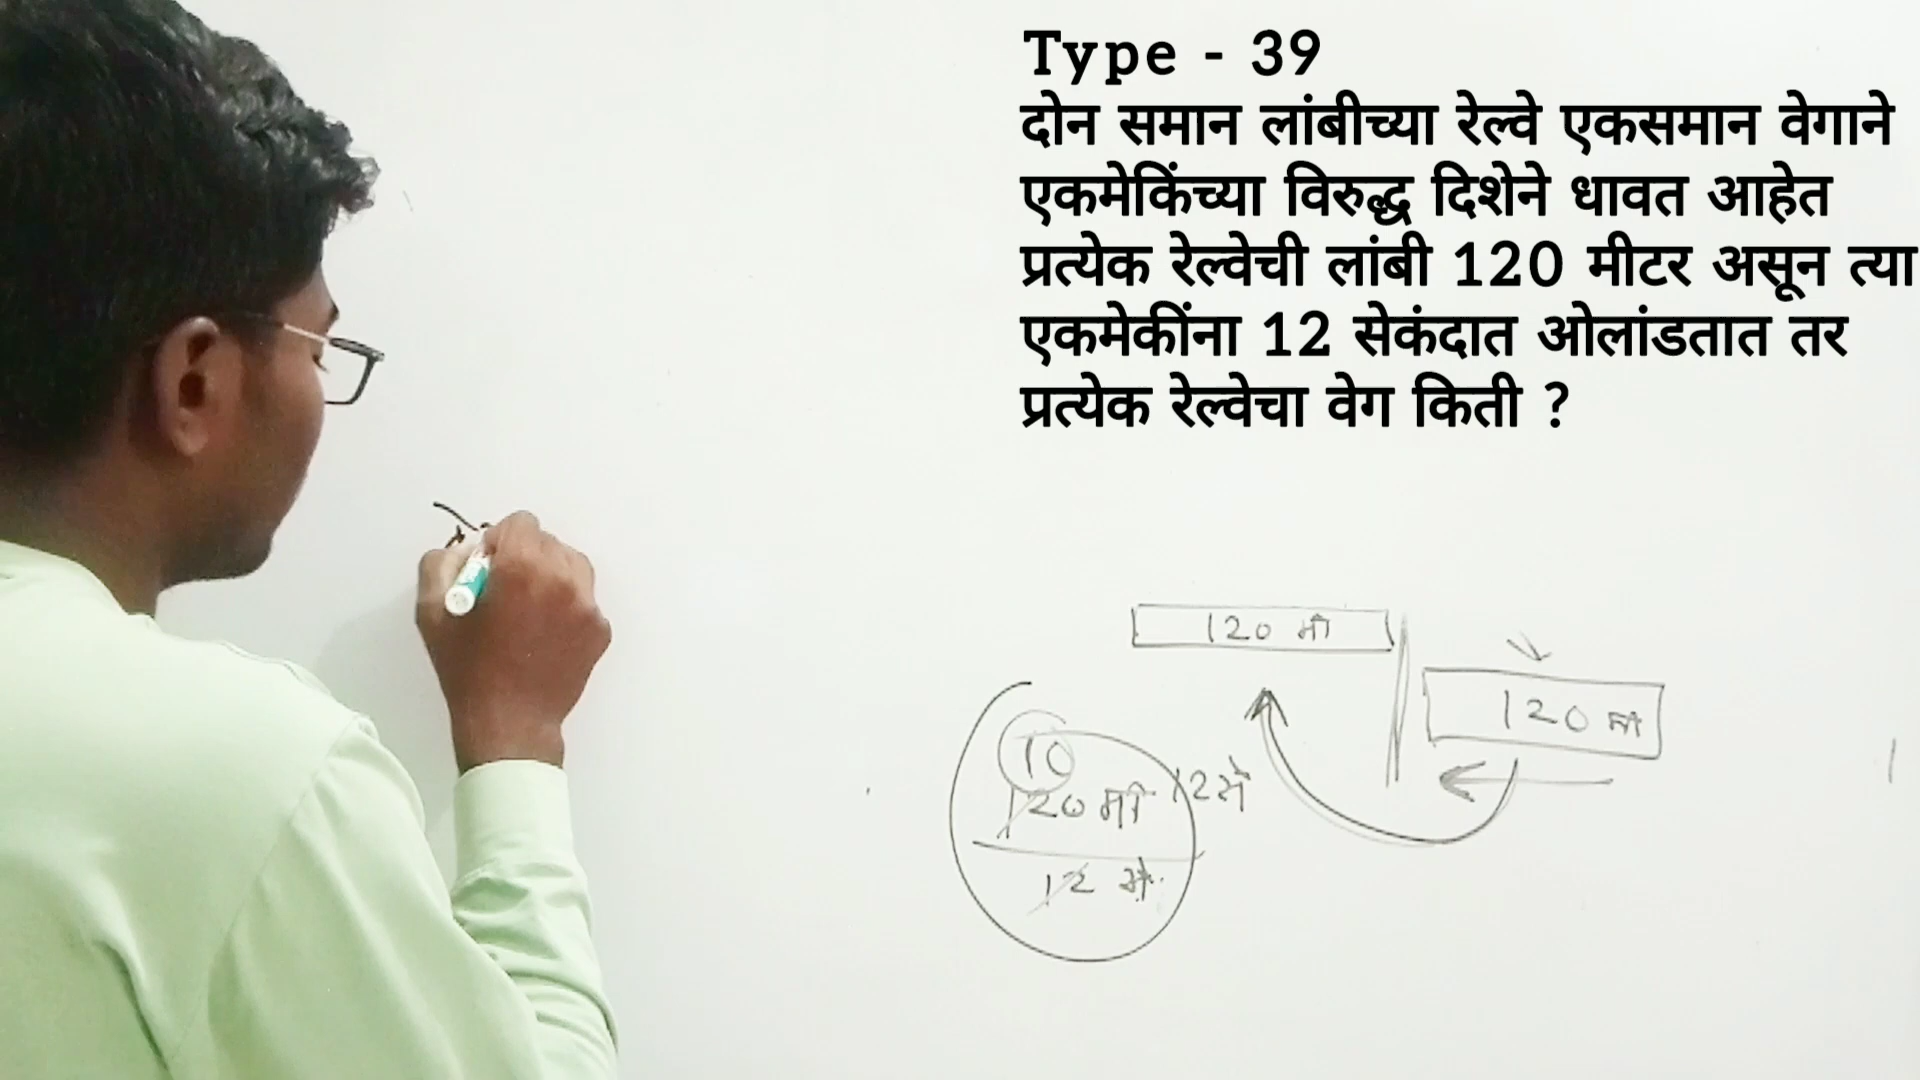 Type - 39
दोन समान लांबीच्या रेल्वे एकसमान वेगाने
एकमेकिंच्या विरुद्ध दिशेने धावत आहेत
प्रत्येक रेल्वेची लांबी 120 मीटर असून त्या
एकमेकींना 12 सेकंदात ओलांडतात तर
प्रत्येक रेल्वेचा वेग किती ?
120 मी
120 मी
10
120 मी 12 से
12 से.